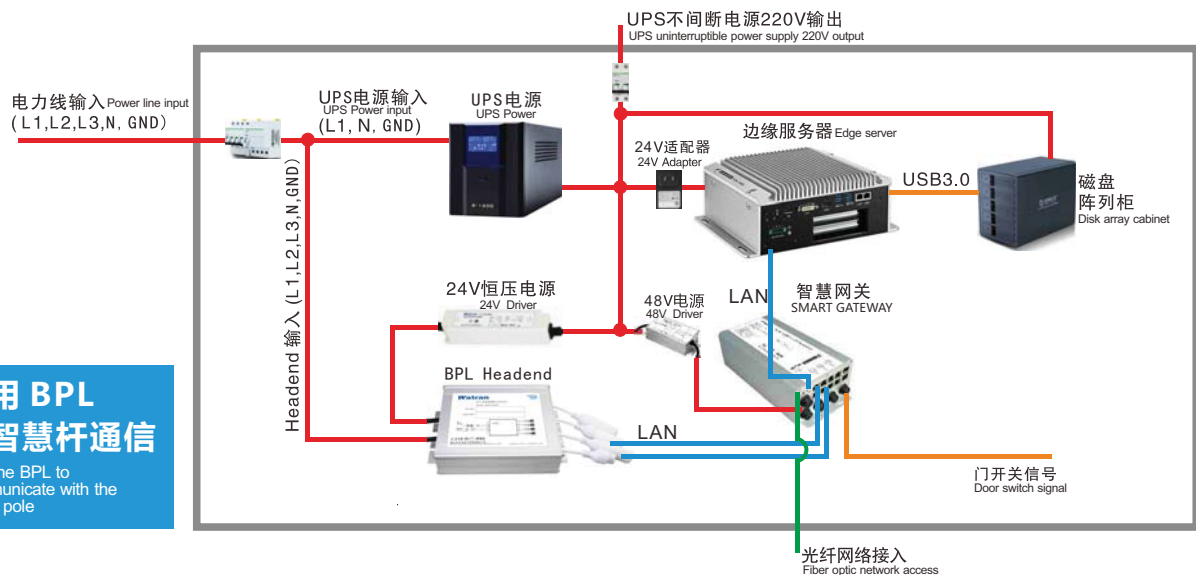 UPS不间断电源220V输出
UPS uninterruptible power supply 220V output
电力线输入 Power line input
(L1,L2,L3,N, GND)
UPS电源输入
UPS Power input
(L1, N, GND)
UPS电源
UPS Power
24V适配器
24V Adapter
边缘服务器 Edge server
USB3.0
磁盘
阵列柜
Disk array cabinet
Headend 输入 (L1,L2,L3,N,GND)
24V恒压电源
24V Driver
48V电源
48V Driver
LAN
智慧网关
SMART GATEWAY
BPL Headend
Watran
LAN
用 BPL
智慧杆通信
he BPL to
municate with the
pole
门开关信号
Door switch signal
光纤网络接入
Fiber optic network access